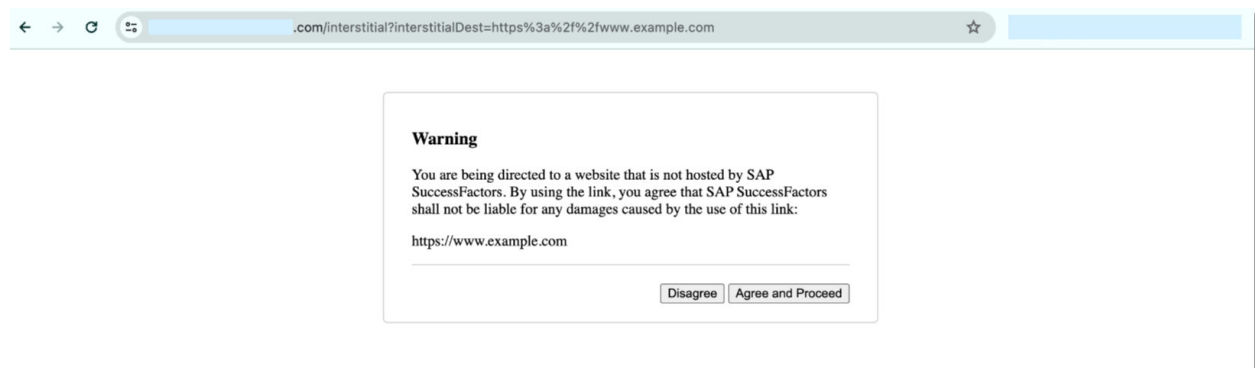 .com/interstitial?interstitialDest=https%3a%2f%2fwww.example.com
Warning
You are being directed to a website that is not hosted by SAP
SuccessFactors. By using the link, you agree that SAP SuccessFactors
shall not be liable for any damages caused by the use of this link:
https://www.example.com
Disagree Agree and Proceed